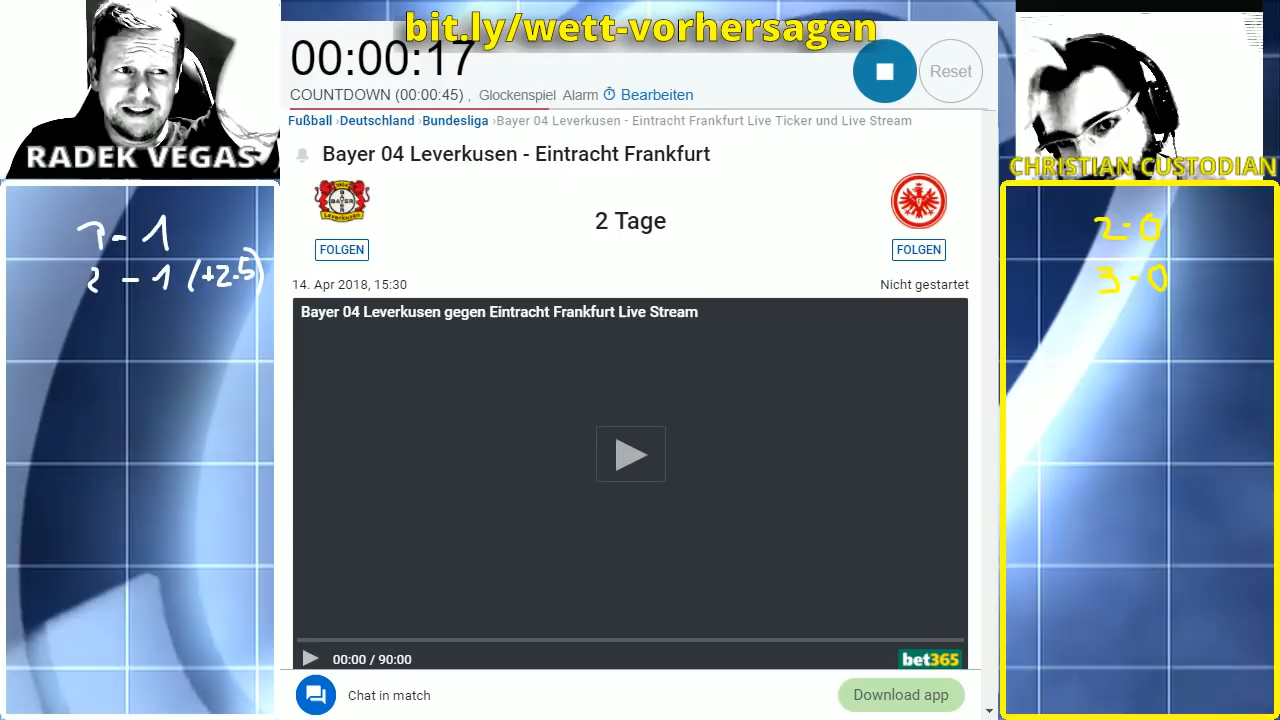 bit.ly/wett-vorhersagen
00:00:17
Reset
COUNTDOWN (00:00:45) , Glockenspiel Alarm Bearbeiten
Fußball › Deutschland › Bundesliga › Bayer 04 Leverkusen - Eintracht Frankfurt Live Ticker und Live Stream
RADEK VEGAS
CHRISTIAN CUSTODIAN
Bayer 04 Leverkusen - Eintracht Frankfurt
2 Tage
FOLGEN
FOLGEN
14. Apr 2018, 15:30
Nicht gestartet
- 1
2 - 1 (+2.5)
2-0
3-0
Bayer 04 Leverkusen gegen Eintracht Frankfurt Live Stream
00:00 / 90:00
bet365
Chat in match
Download app